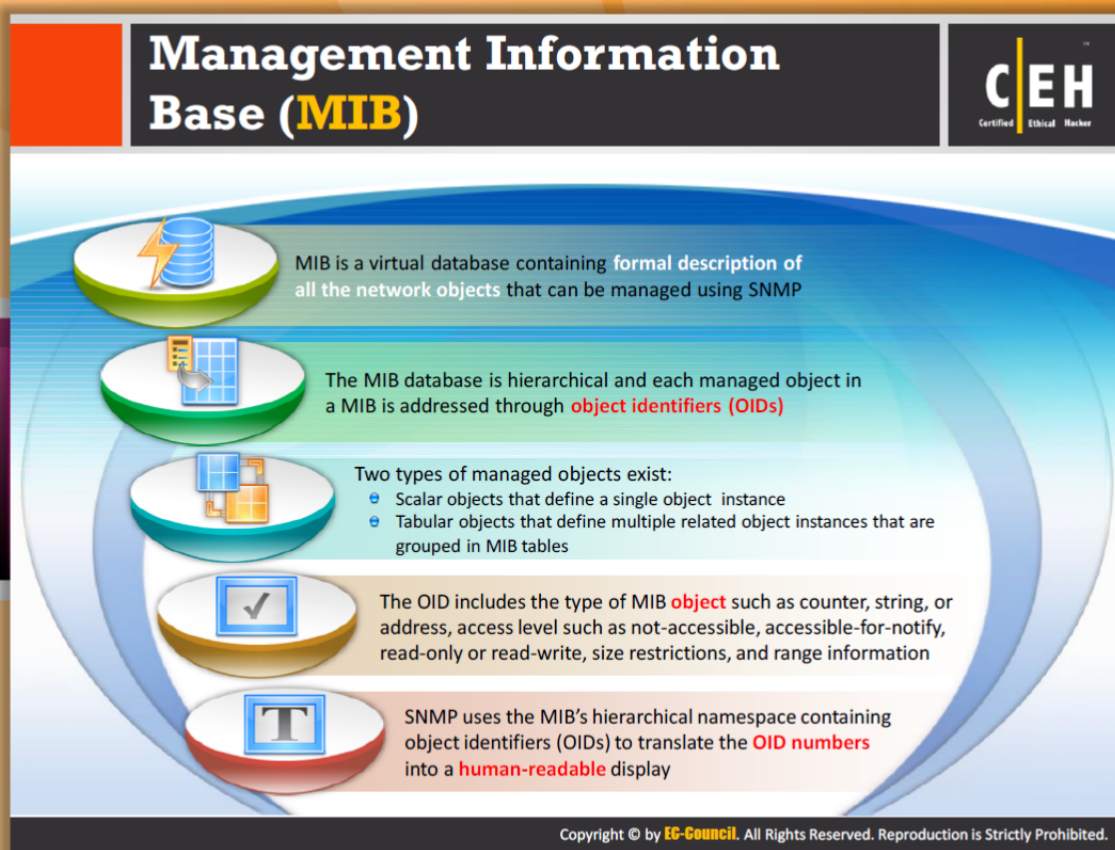 Management Information
Base (MIB)
C EH
Certified Ethical Hacker
TM
MIB is a virtual database containing formal description of
all the network objects that can be managed using SNMP
The MIB database is hierarchical and each managed object in
a MIB is addressed through object identifiers (OIDs)
Two types of managed objects exist:
Scalar objects that define a single object instance
Tabular objects that define multiple related object instances that are
grouped in MIB tables
The OID includes the type of MIB object such as counter, string, or
address, access level such as not-accessible, accessible-for-notify,
read-only or read-write, size restrictions, and range information
T
SNMP uses the MIB's hierarchical namespace containing
object identifiers (OIDs) to translate the OID numbers
into a human-readable display
Copyright © by EC-Council. All Rights Reserved. Reproduction is Strictly Prohibited.